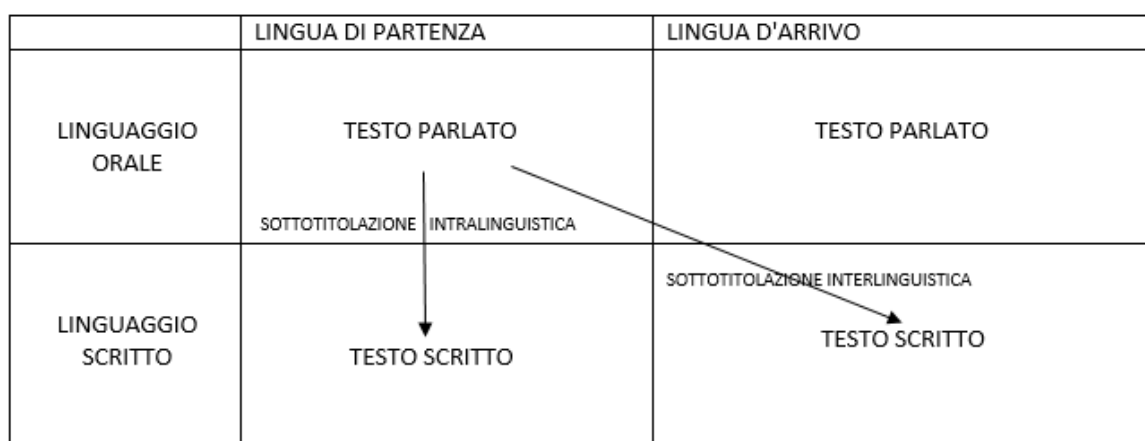 LINGUA DI PARTENZA
LINGUA D'ARRIVO
LINGUAGGIO
ORALE
TESTO PARLATO
TESTO PARLATO
SOTTOTITOLAZIONE INTRALINGUISTICA
LINGUAGGIO
SCRITTO
TESTO SCRITTO
SOTTOTITOLAZIONE INTERLINGUISTICA
TESTO SCRITTO